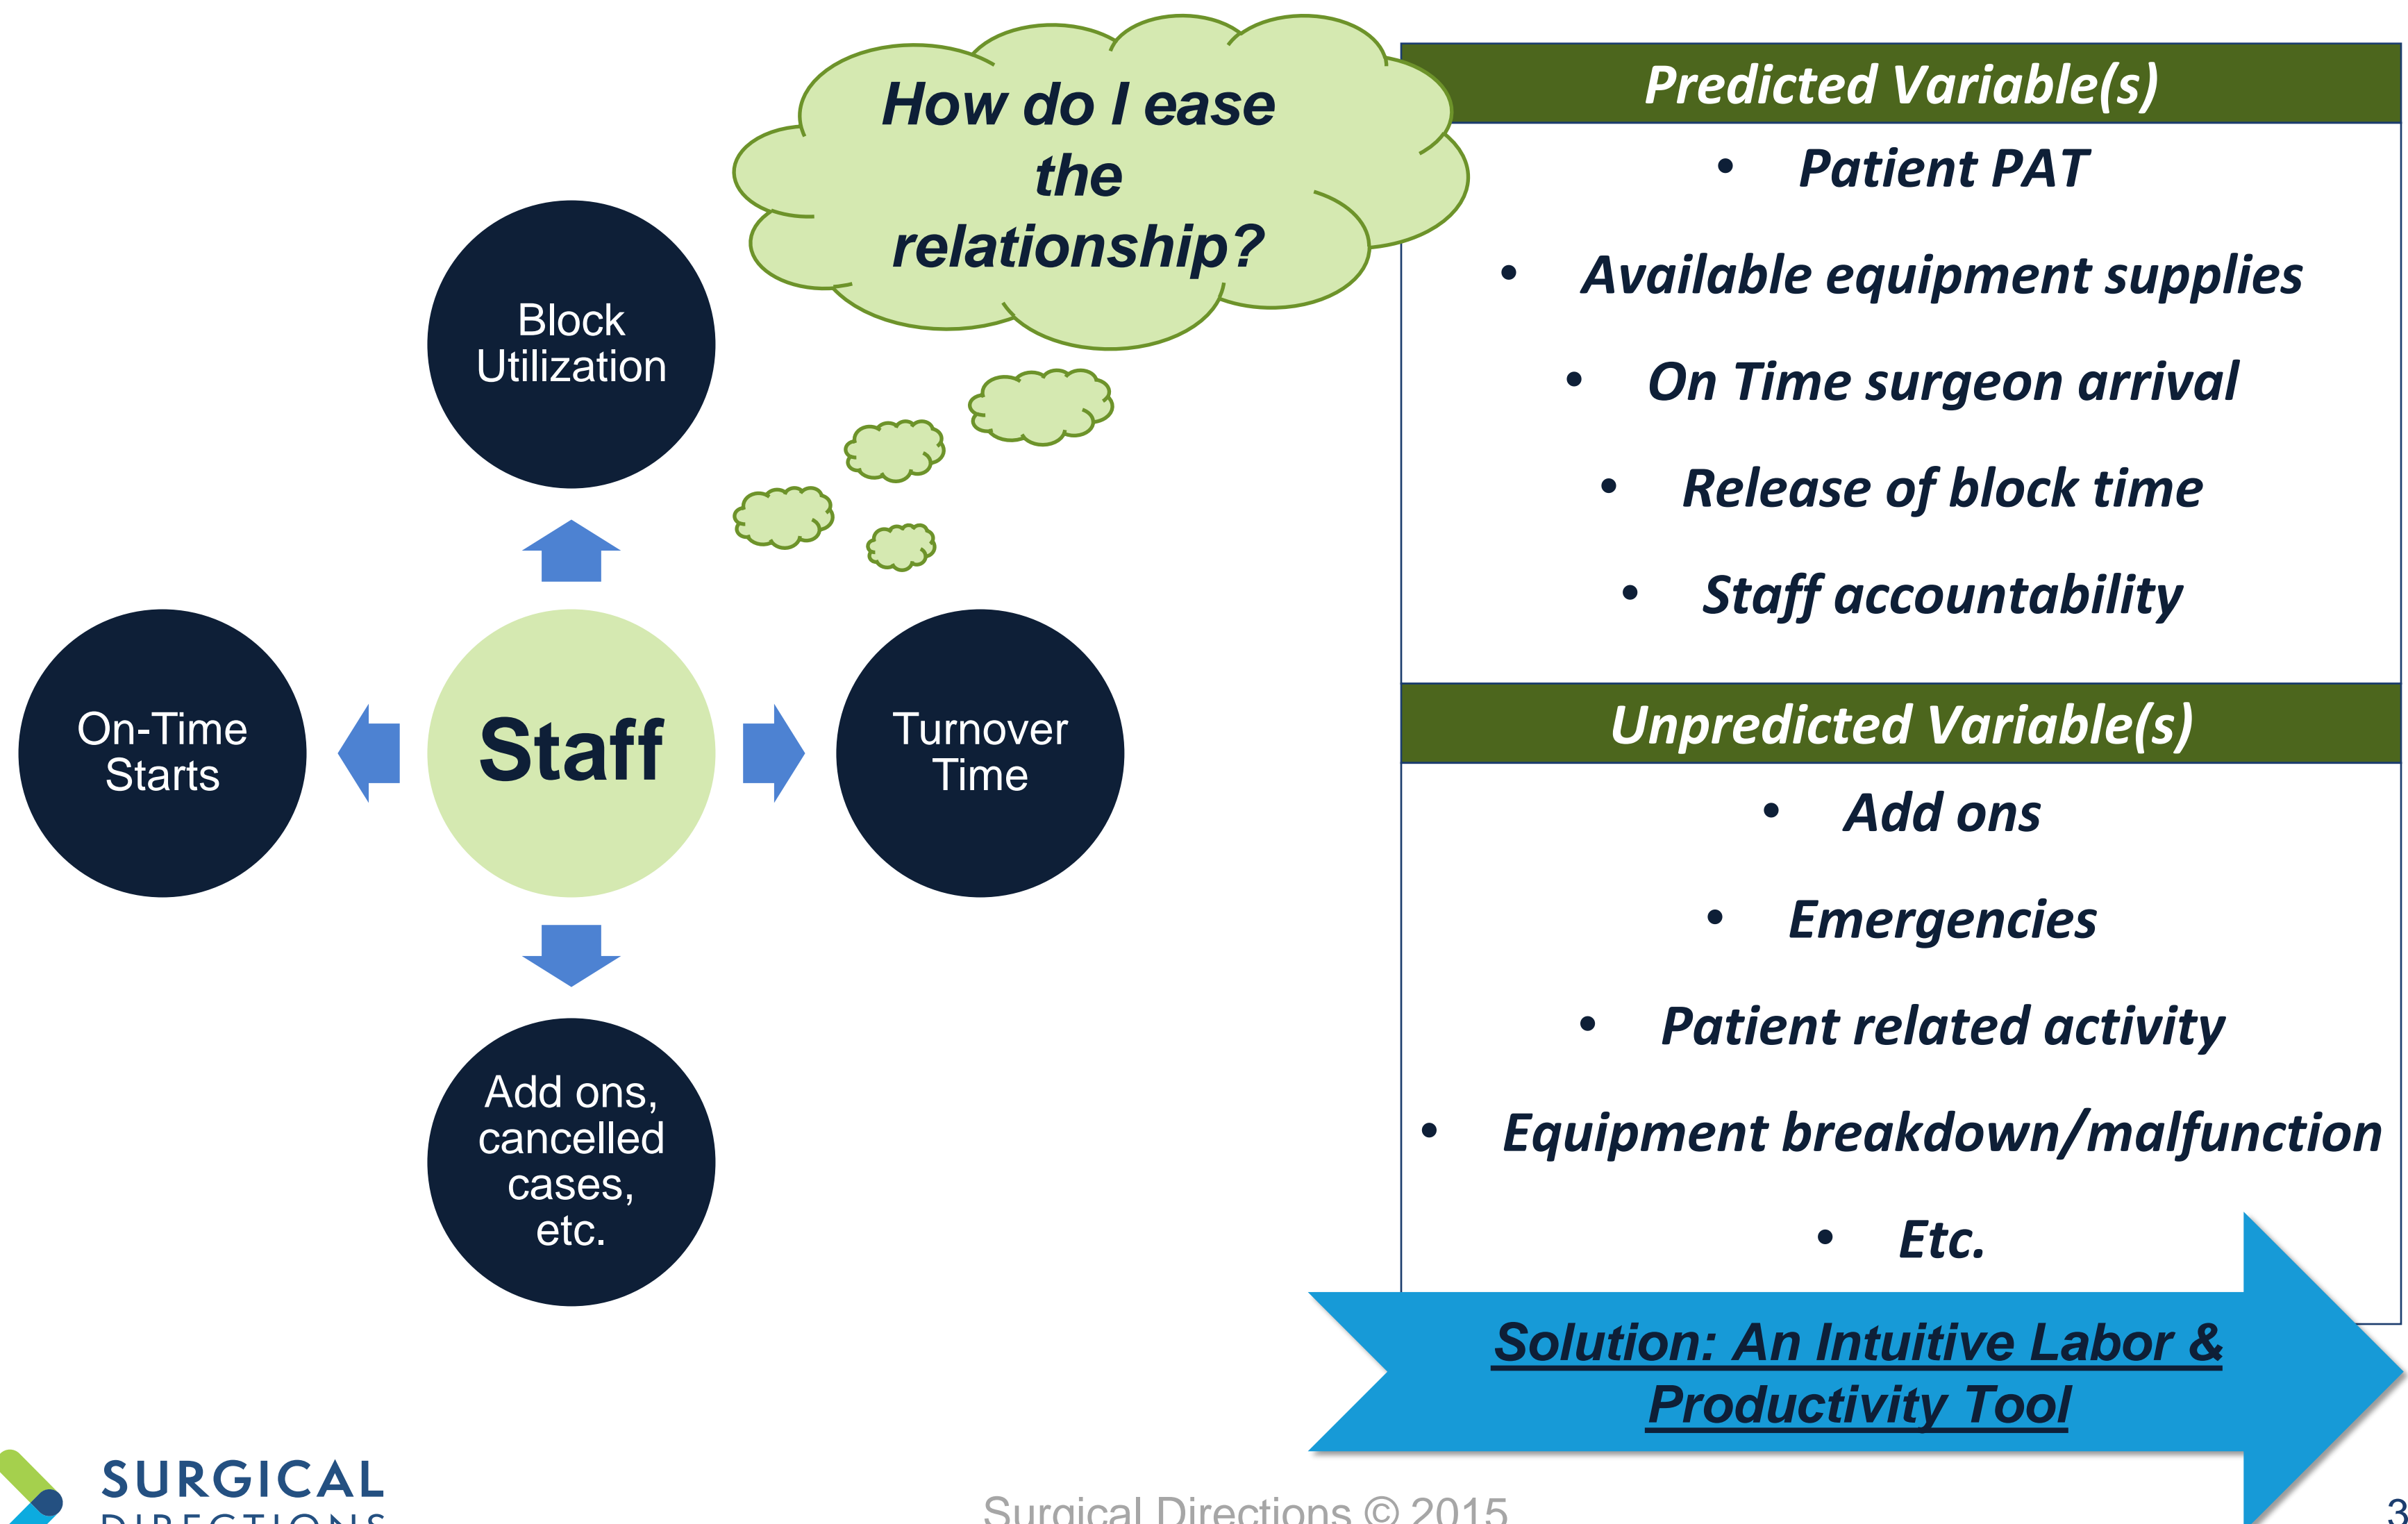 How do I ease
the
relationship?
Block
Utilization
On-Time
Starts
Staff
Turnover
Time
Add ons,
cancelled
cases,
etc.
Predicted Variable(s)
• Patient PAT
• Available equipment supplies
• On Time surgeon arrival
• Release of block time
• Staff accountability
Unpredicted Variable(s)
• Add ons
• Emergencies
• Patient related activity
• Equipment breakdown/malfunction
• Etc.
Solution: An Intuitive Labor &
Productivity Tool
SURGICAL
DIRECTIONS
Surgical Directions © 2015
3